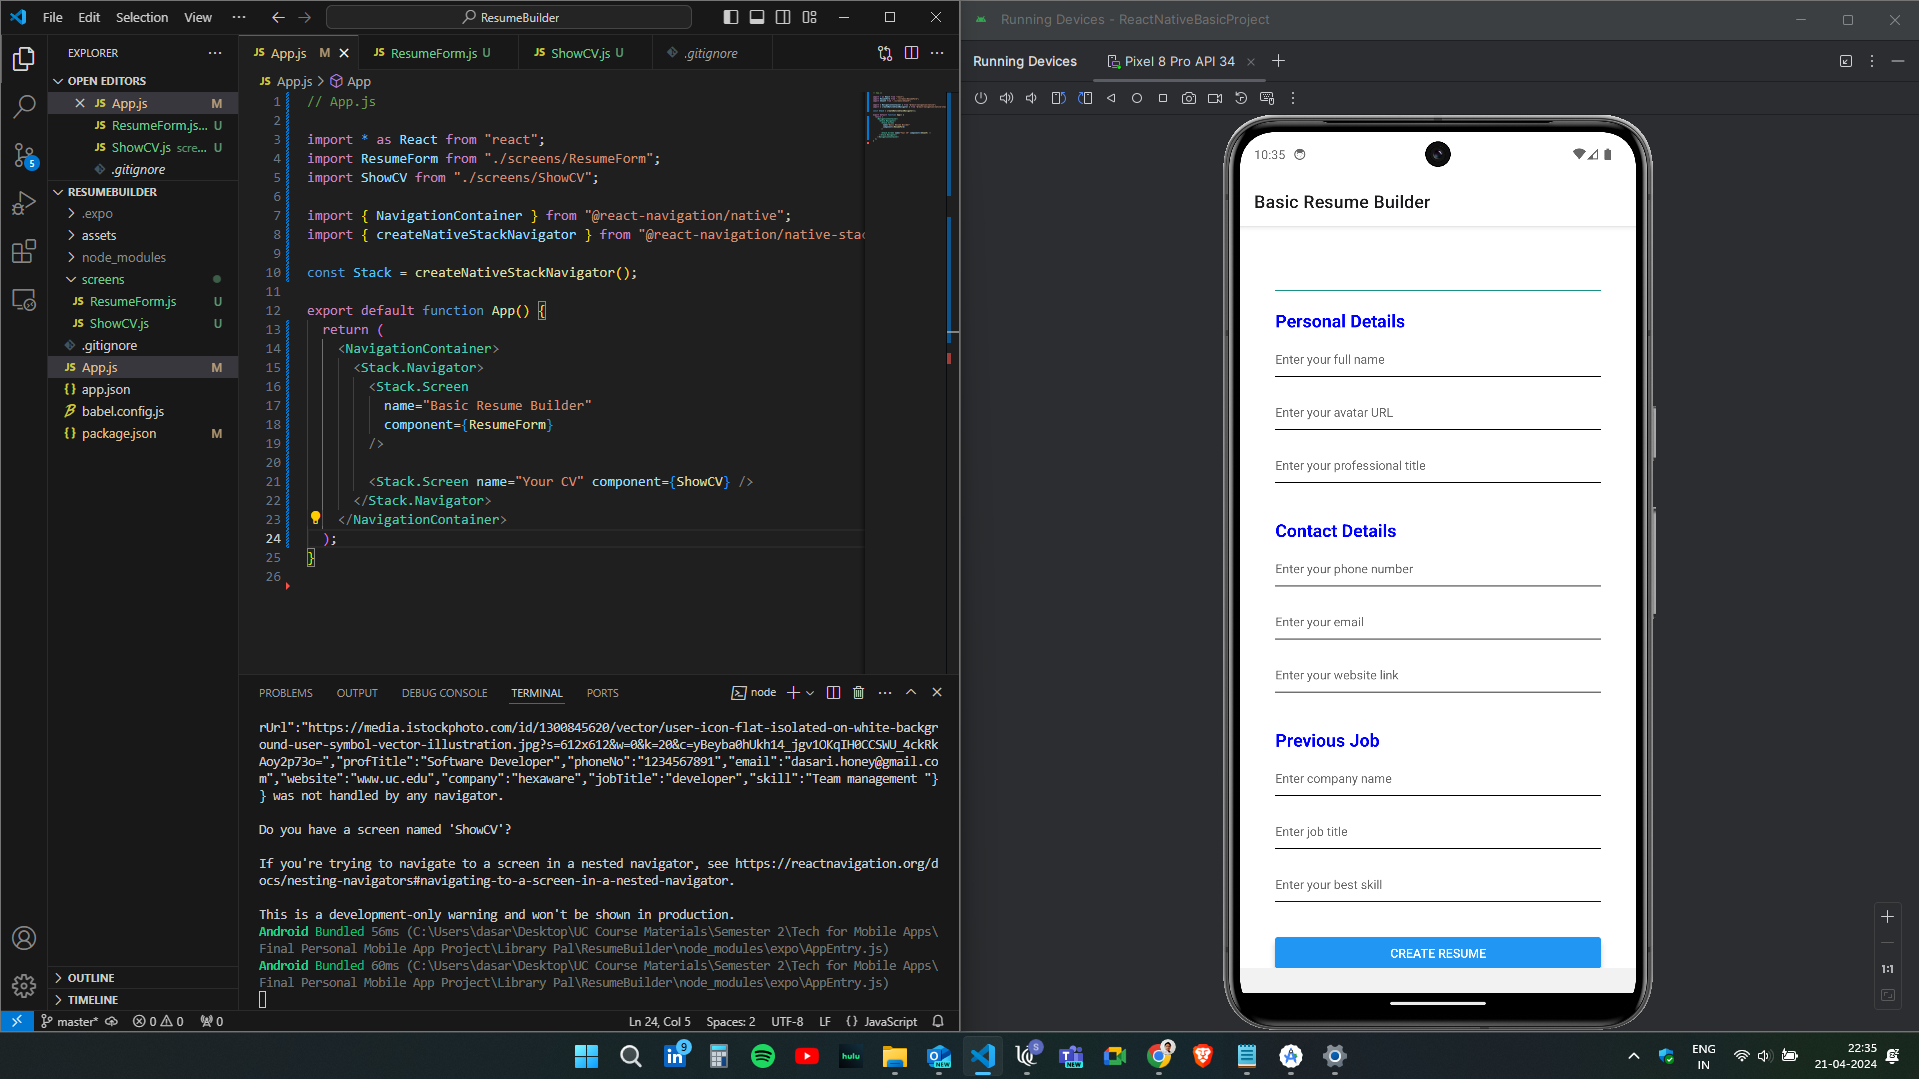 File Edit Selection View ··· ResumeBuilder
EXPLORER
OPEN EDITORS
App.js M
ResumeForm.js... U
ShowCV.js scre... U
.gitignore
RESUMEBUILDER
.expo
assets
node_modules
screens
ResumeForm.js U
ShowCV.js U
.gitignore
App.js M
app.json
babel.config.js
package.json M
OUTLINE
TIMELINE
App.js M ResumeForm.js U ShowCV.js U .gitignore
App.js > App
1 // App.js
2
3 import * as React from "react";
4 import ResumeForm from "./screens/ResumeForm";
5 import ShowCV from "./screens/ShowCV";
6
7 import { NavigationContainer } from "@react-navigation/native";
8 import { createNativeStackNavigator } from "@react-navigation/native-stac
9
10 const Stack = createNativeStackNavigator();
11
12 export default function App() {
13 return (
14 <NavigationContainer>
15 <Stack.Navigator>
16 <Stack.Screen
17 name="Basic Resume Builder"
18 component={ResumeForm}
19 />
20
21 <Stack.Screen name="Your CV" component={ShowCV} />
22 </Stack.Navigator>
23 </NavigationContainer>
24 );
25 }
26
PROBLEMS OUTPUT DEBUG CONSOLE TERMINAL PORTS node
rUrl":"https://media.istockphoto.com/id/1300845620/vector/user-icon-flat-isolated-on-white-backgr
ound-user-symbol-vector-illustration.jpg?s=612x612&w=0&k=20&c=yBeyba0hUkh14_jgv1OKqIH0CCSWU_4ckRk
Aoy2p73o=","profTitle":"Software Developer","phoneNo":"1234567891","email":"dasari.honey@gmail.co
m","website":"www.uc.edu","company":"hexaware","jobTitle":"developer","skill":"Team management "}
} was not handled by any navigator.
Do you have a screen named 'ShowCV'?
If you're trying to navigate to a screen in a nested navigator, see https://reactnavigation.org/d
ocs/nesting-navigators#navigating-to-a-screen-in-a-nested-navigator.
This is a development-only warning and won't be shown in production.
Android Bundled 56ms (C:\Users\dasar\Desktop\UC Course Materials\Semester 2\Tech for Mobile Apps\
Final Personal Mobile App Project\Library Pal\ResumeBuilder\node_modules\expo\AppEntry.js)
Android Bundled 60ms (C:\Users\dasar\Desktop\UC Course Materials\Semester 2\Tech for Mobile Apps\
Final Personal Mobile App Project\Library Pal\ResumeBuilder\node_modules\expo\AppEntry.js)
5
master* 0 0 0 Ln 24, Col 5 Spaces: 2 UTF-8 LF {} JavaScript
Running Devices - ReactNativeBasicProject
Running Devices Pixel 8 Pro API 34
10:35
Basic Resume Builder
Personal Details
Enter your full name
Enter your avatar URL
Enter your professional title
Contact Details
Enter your phone number
Enter your email
Enter your website link
Previous Job
Enter company name
Enter job title
Enter your best skill
CREATE RESUME
1:1
9 hulu NEW S NEW
ENG
IN
22:35
21-04-2024